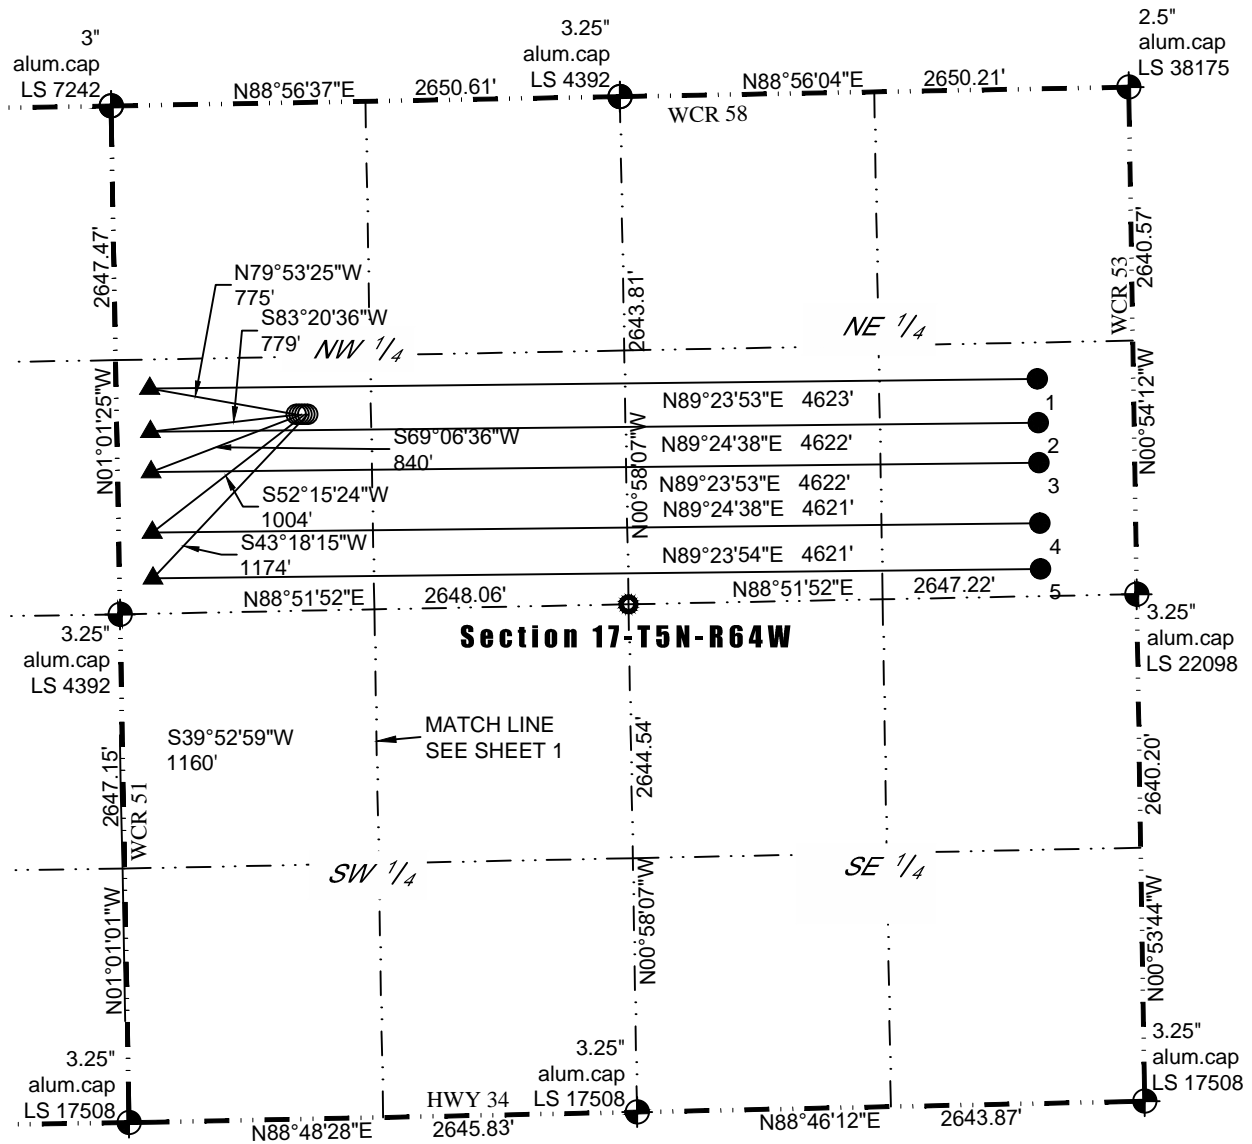 3"
alum.cap
LS 7242
3.25"
alum.cap
LS 4392
2.5"
alum.cap
LS 38175
N88°56'37"E 2650.61'
N88°56'04"E 2650.21'
WCR 58
2647.47'
2643.81'
2640.57'
WCR 53
N79°53'25"W
775'
S83°20'36"W
779'
NW 1/4
NE 1/4
N01°01'25"W
N00°58'07"W
N00°54'12"W
N89°23'53"E 4623'
1
S69°06'36"W
840'
N89°24'38"E 4622'
2
N89°23'53"E 4622'
3
S52°15'24"W
1004'
N89°24'38"E 4621'
4
S43°18'15"W
1174'
N89°23'54"E 4621'
5
N88°51'52"E 2648.06'
N88°51'52"E 2647.22'
3.25"
alum.cap
LS 4392
Section 17-T5N-R64W
3.25"
alum.cap
LS 22098
S39°52'59"W
1160'
MATCH LINE
SEE SHEET 1
2647.15'
WCR 51
2644.54'
2640.20'
SW 1/4
SE 1/4
N01°01'01"W
N00°58'07"W
N00°53'44"W
3.25"
alum.cap
LS 17508
3.25"
alum.cap
LS 17508
3.25"
alum.cap
LS 17508
HWY 34
N88°48'28"E 2645.83'
N88°46'12"E 2643.87'